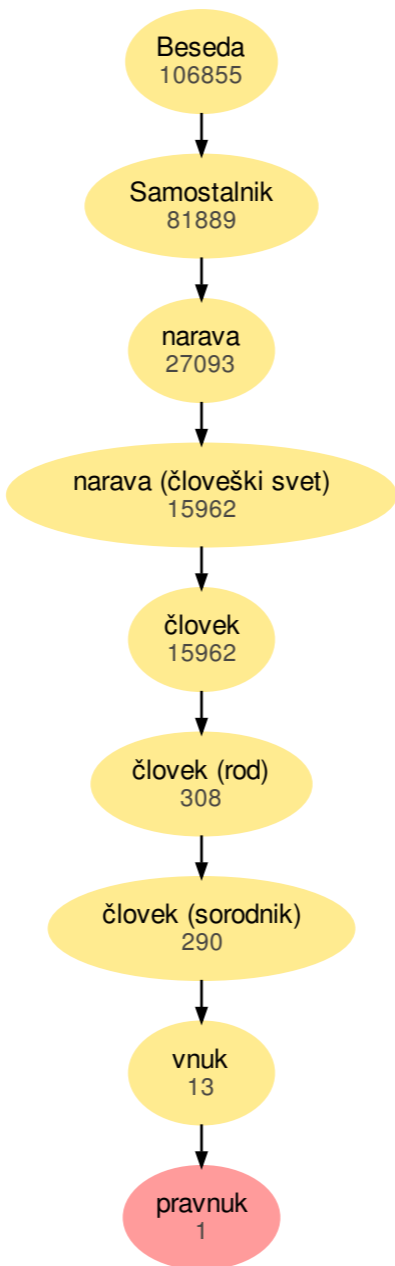 Beseda
106855
Samostalnik
81889
narava
27093
narava (človeški svet)
15962
človek
15962
človek (rod)
308
človek (sorodnik)
290
vnuk
13
pravnuk
1